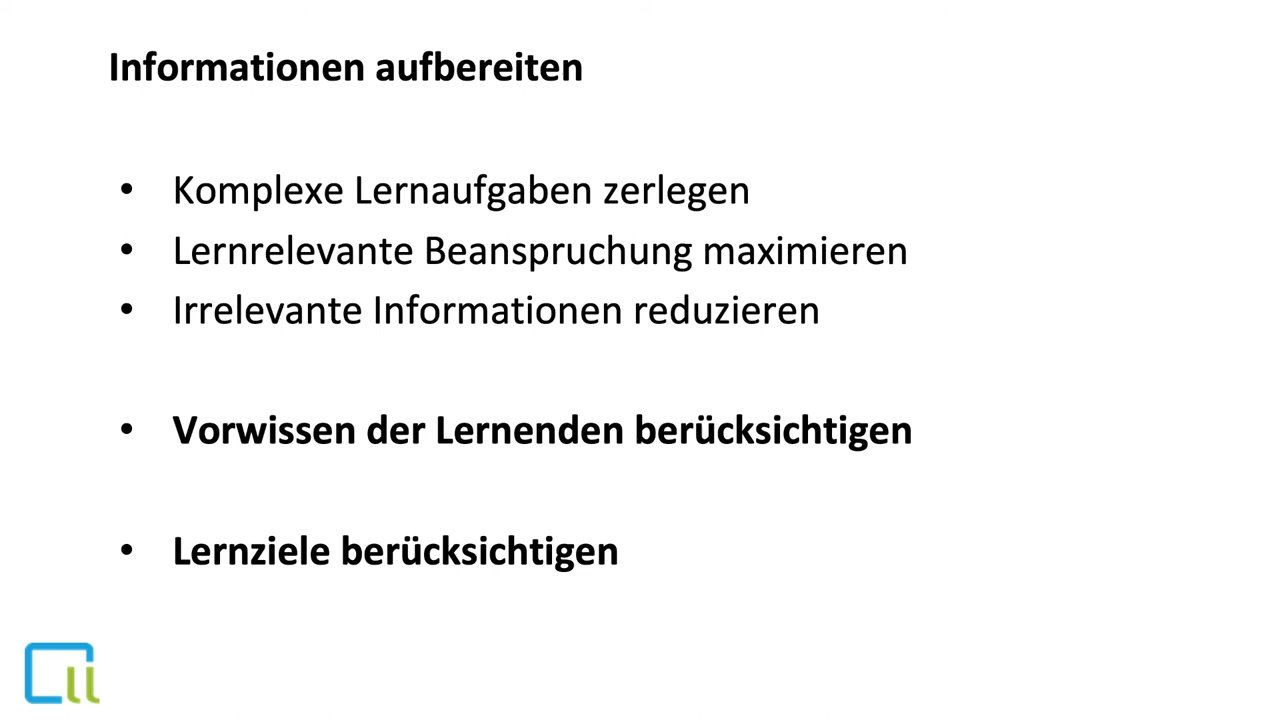 Informationen aufbereiten
• Komplexe Lernaufgaben zerlegen
• Lernrelevante Beanspruchung maximieren
• Irrelevante Informationen reduzieren
• Vorwissen der Lernenden berücksichtigen
• Lernziele berücksichtigen